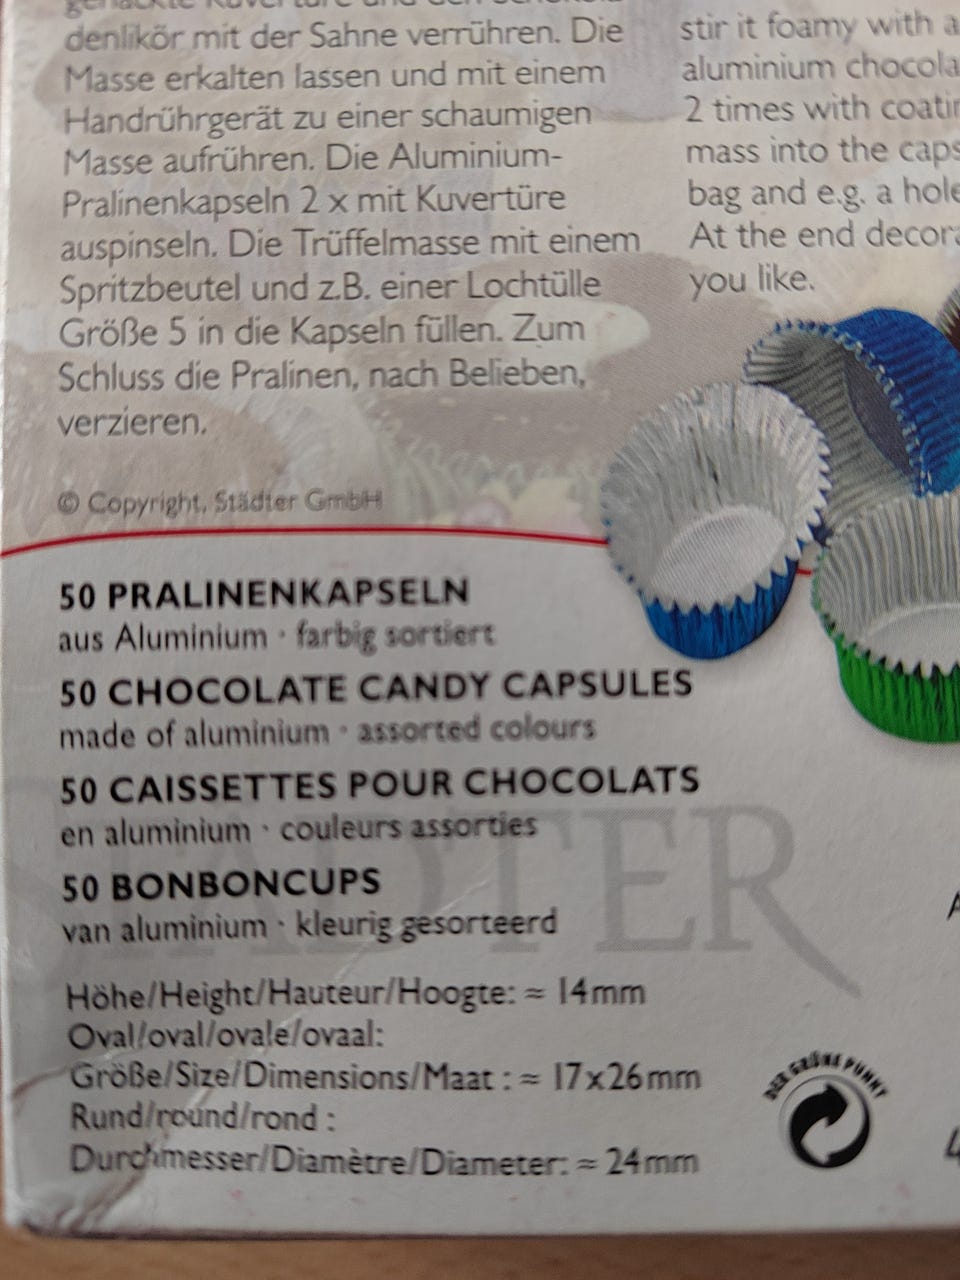 denlikör mit der Sahne verrühren. Die
Masse erkalten lassen und mit einem
Handrührgerät zu einer schaumigen
Masse aufrühren. Die Aluminium-
Pralinenkapseln 2 x mit Kuvertüre
auspinseln. Die Trüffelmasse mit einem
Spritzbeutel und z.B. einer Lochtülle
Größe 5 in die Kapseln füllen. Zum
Schluss die Pralinen, nach Belieben,
verzieren.
© Copyright, Städter GmbH
stir it foamy with a
aluminium chocola
2 times with coatin
mass into the caps
bag and e.g. a hole
At the end decora
you like.
50 PRALINENKAPSELN
aus Aluminium · farbig sortiert
50 CHOCOLATE CANDY CAPSULES
made of aluminium · assorted colours
50 CAISSETTES POUR CHOCOLATS
en aluminium · couleurs assorties
50 BONBONCUPS
van aluminium · kleurig gesorteerd
STÄDTER
Höhe/Height/Hauteur/Hoogte: ≈ 14mm
Oval/oval/ovale/ovaal:
Größe/Size/Dimensions/Maat : ≈ 17x26mm
Rund/round/rond :
Durchmesser/Diamètre/Diameter: ≈ 24mm
DER GRÜNE PUNKT